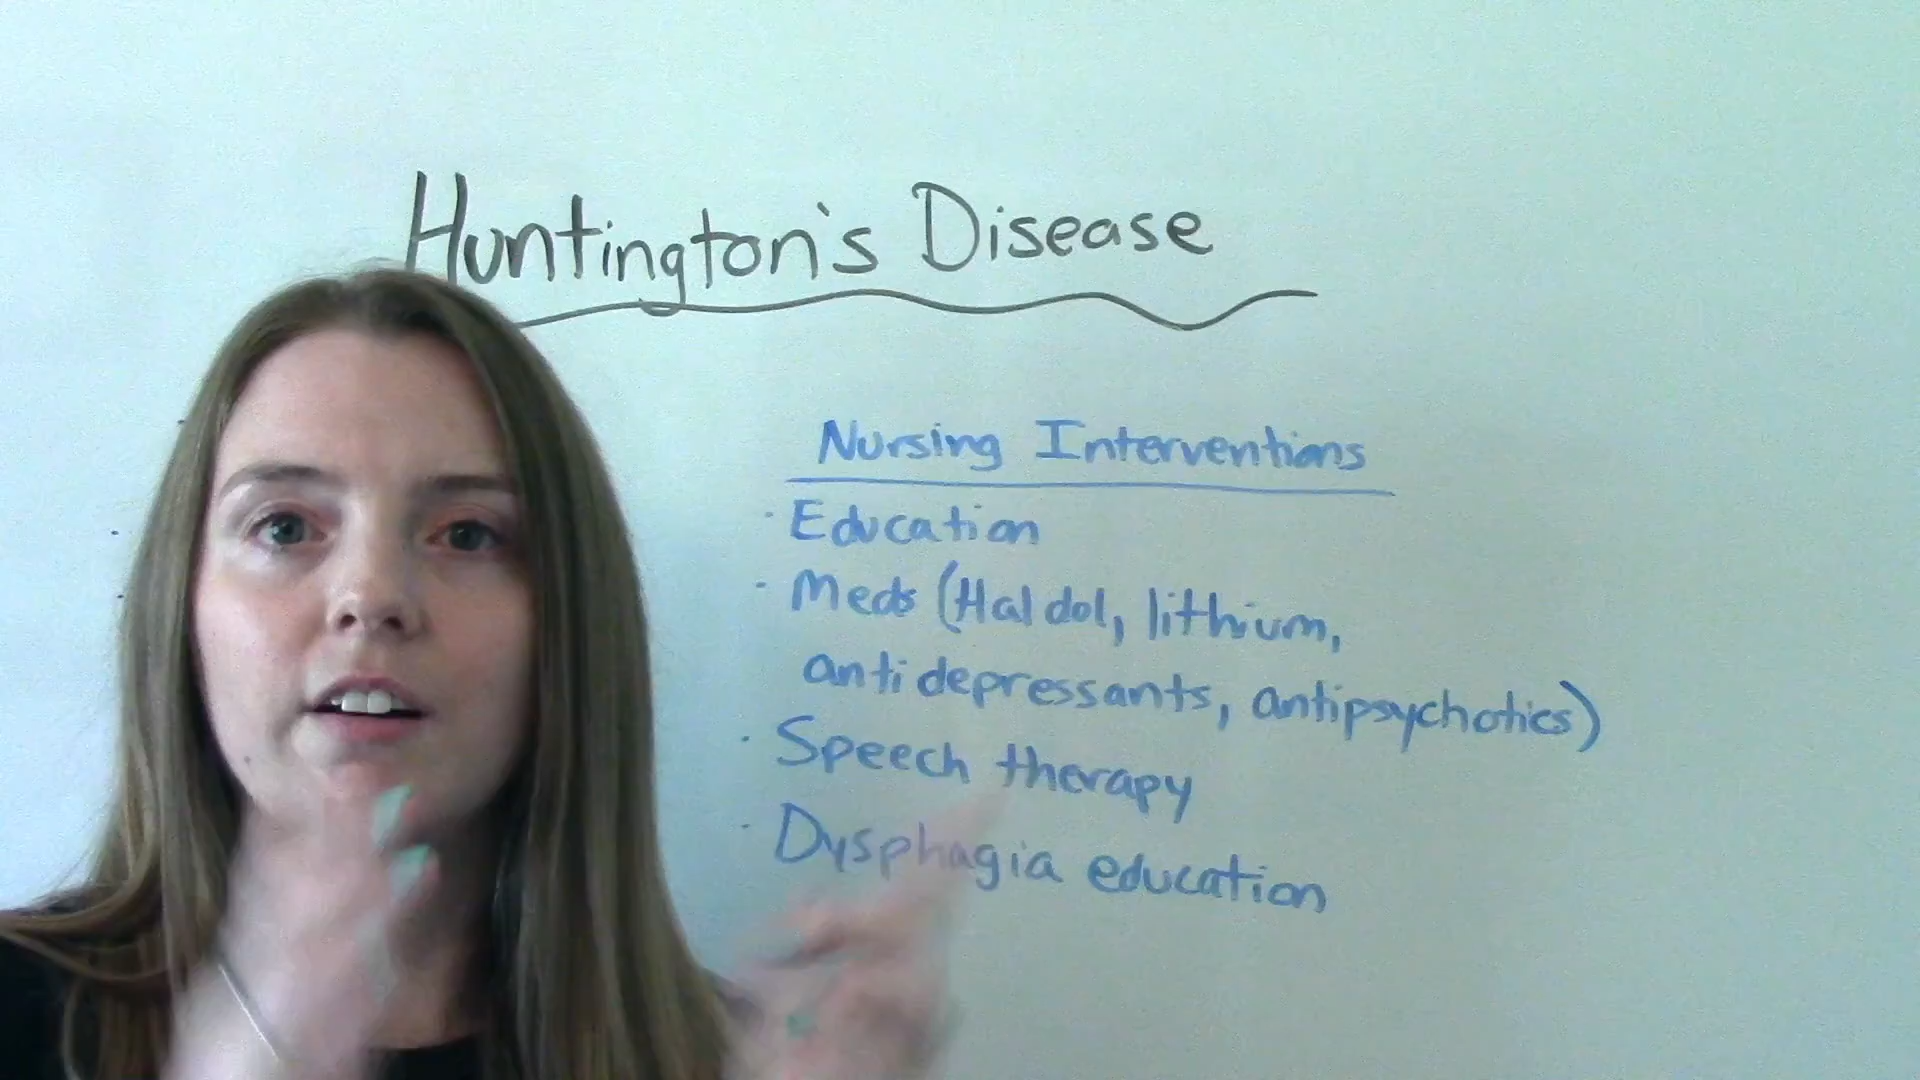 Huntington's Disease
Nursing Interventions
· Education
· Meds (Haldol, lithium,
antidepressants, antipsychotics)
· Speech therapy
· Dysphagia education